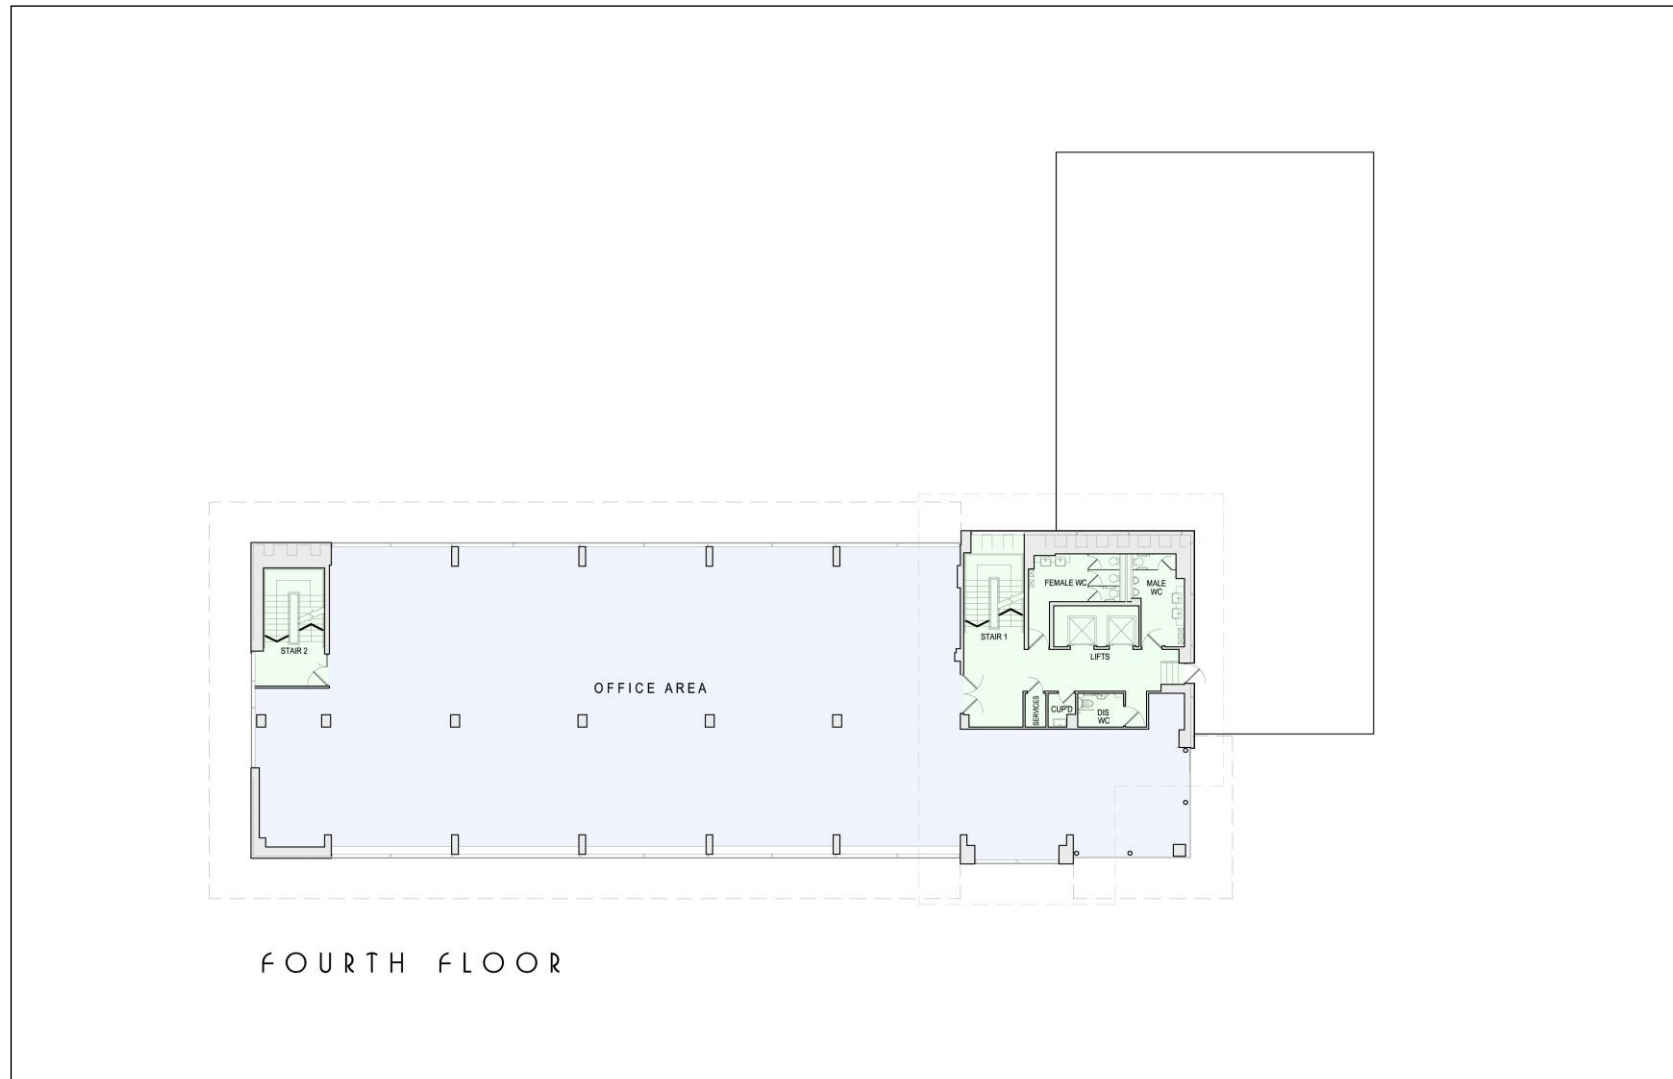 FEMALE WC
MALE
WC
STAIR 1
STAIR 2
LIFTS
OFFICE AREA
SERVICES
CUP'D
DIS
WC
FOURTH FLOOR